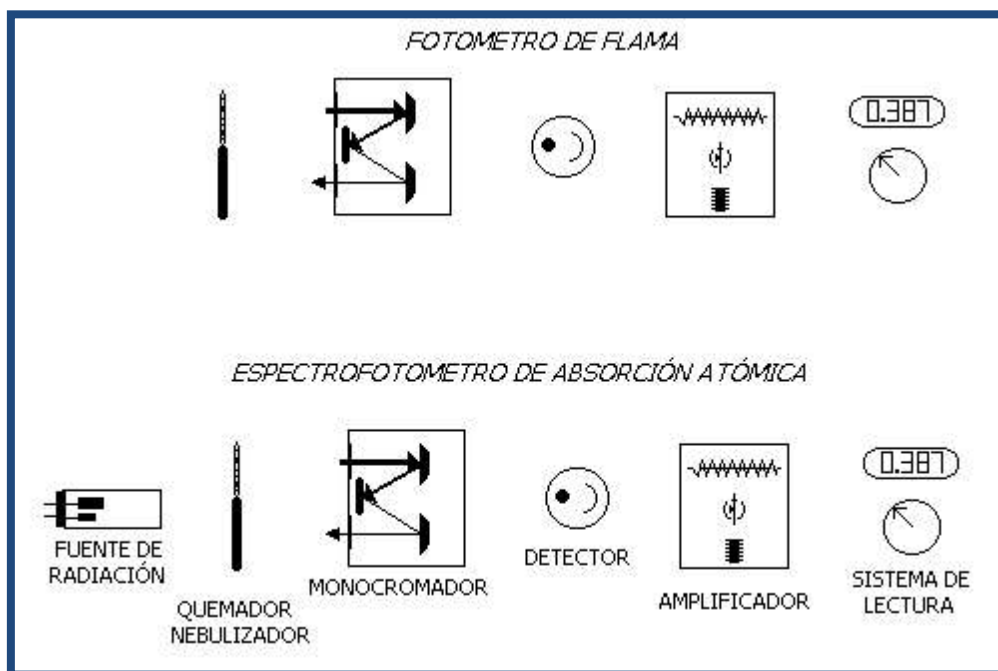 FOTOMETRO DE FLAMA
0.387
ESPECTROFOTOMETRO DE ABSORCIÓN ATÓMICA
0.387
FUENTE DE
RADIACIÓN
QUEMADOR
NEBULIZADOR
MONOCROMADOR
DETECTOR
AMPLIFICADOR
SISTEMA DE
LECTURA